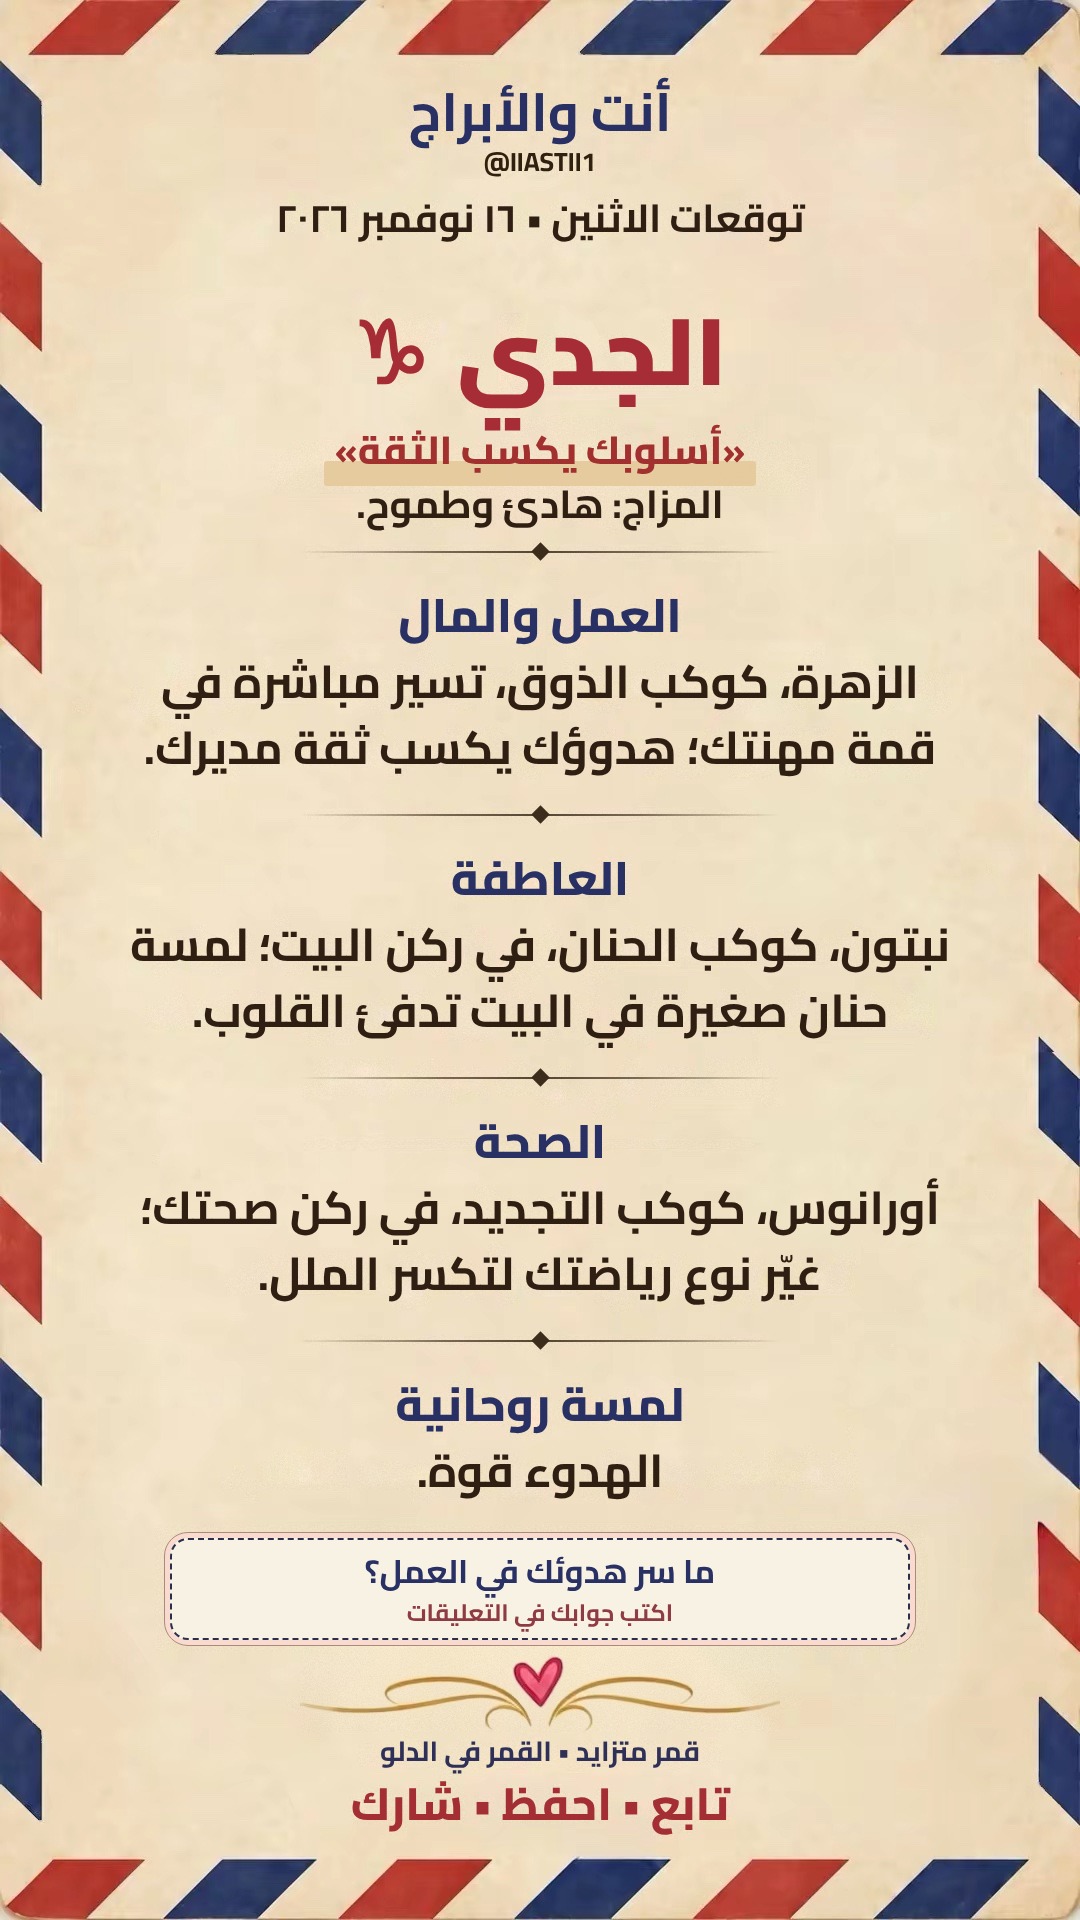 أنت والأبراج
@IIASTII1
توقعات الاثنين ▪ ١٦ نوفمبر ٢٠٢٦
الجدي ♑
«أسلوبك يكسب الثقة»
المزاج: هادئ وطموح.
العمل والمال
الزهرة، كوكب الذوق، تسير مباشرة في
قمة مهنتك؛ هدوؤك يكسب ثقة مديرك.
العاطفة
نبتون، كوكب الحنان، في ركن البيت؛ لمسة
حنان صغيرة في البيت تدفئ القلوب.
الصحة
أورانوس، كوكب التجديد، في ركن صحتك؛
غيّر نوع رياضتك لتكسر الملل.
لمسة روحانية
الهدوء قوة.
ما سر هدوئك في العمل؟
اكتب جوابك في التعليقات
قمر متزايد ▪ القمر في الدلو
تابع ▪ احفظ ▪ شارك